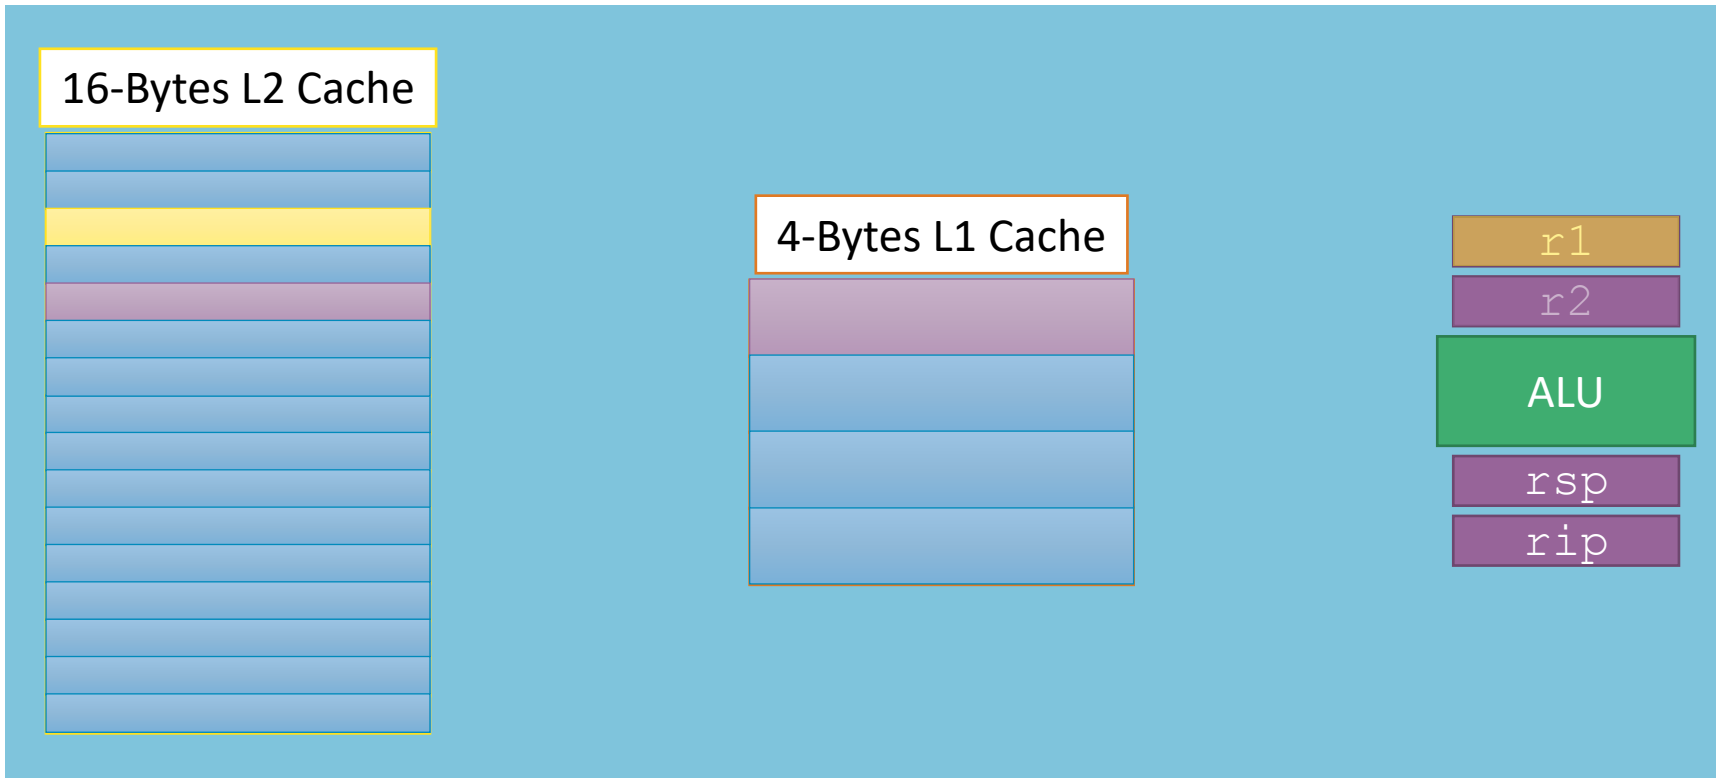 16-Bytes L2 Cache
4-Bytes L1 Cache
r1
r2
ALU
rsp
rip